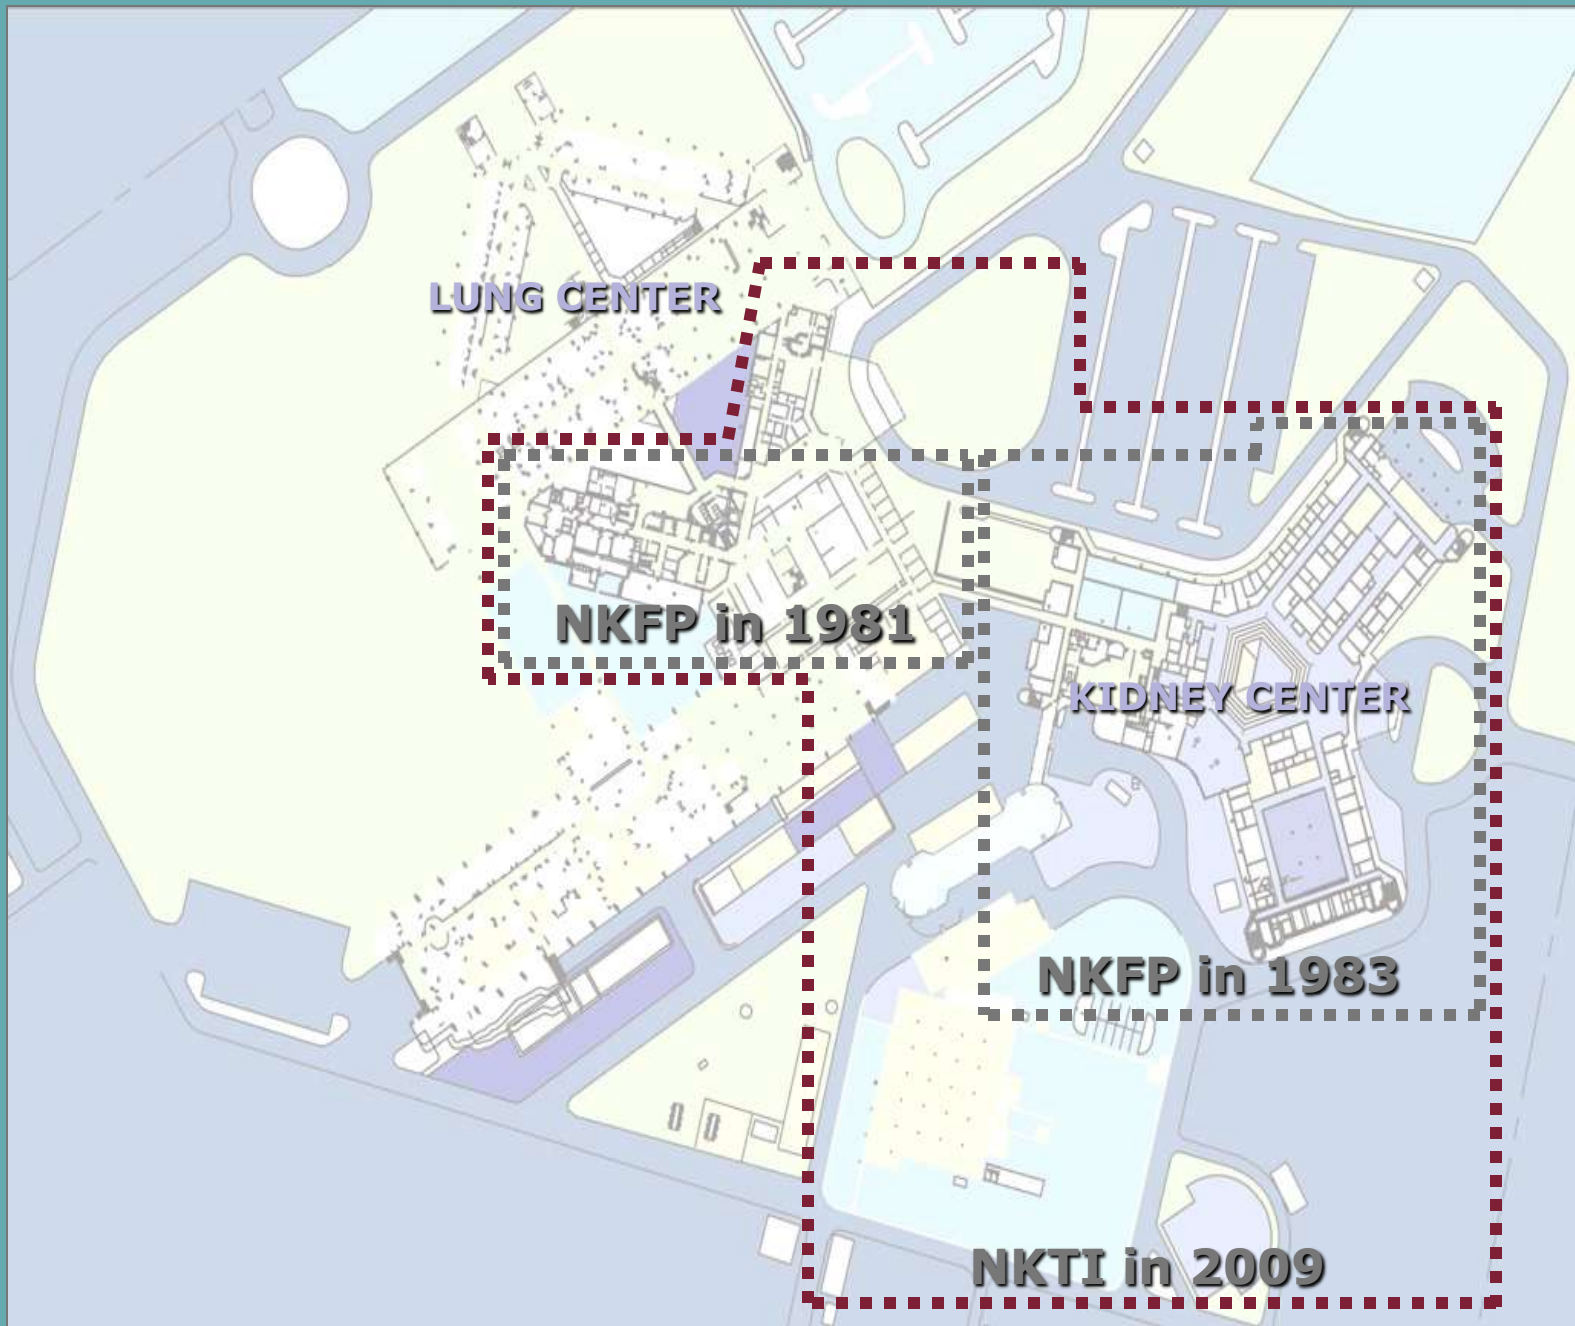 LUNG CENTER
NKFP in 1981
KIDNEY CENTER
NKFP in 1983
NKTI in 2009